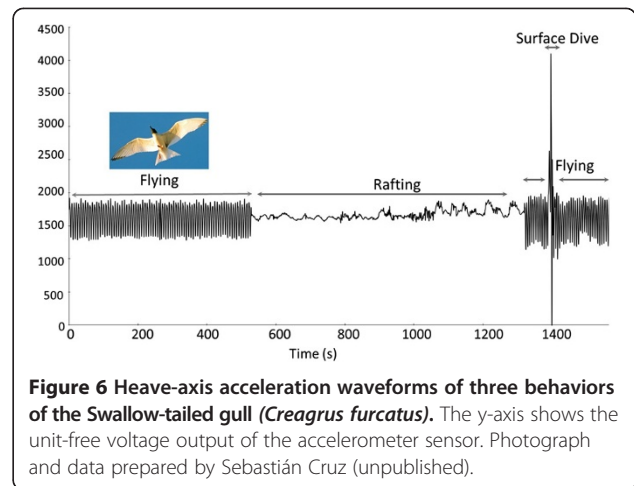 4500
4000
3500
3000
2500
2000
1500
1000
500
0
Surface Dive
Flying
Rafting
Flying
0 200 400 600 800 1000 1200 1400
Time (s)
Figure 6 Heave-axis acceleration waveforms of three behaviors
of the Swallow-tailed gull (Creagrus furcatus). The y-axis shows the
unit-free voltage output of the accelerometer sensor. Photograph
and data prepared by Sebastián Cruz (unpublished).